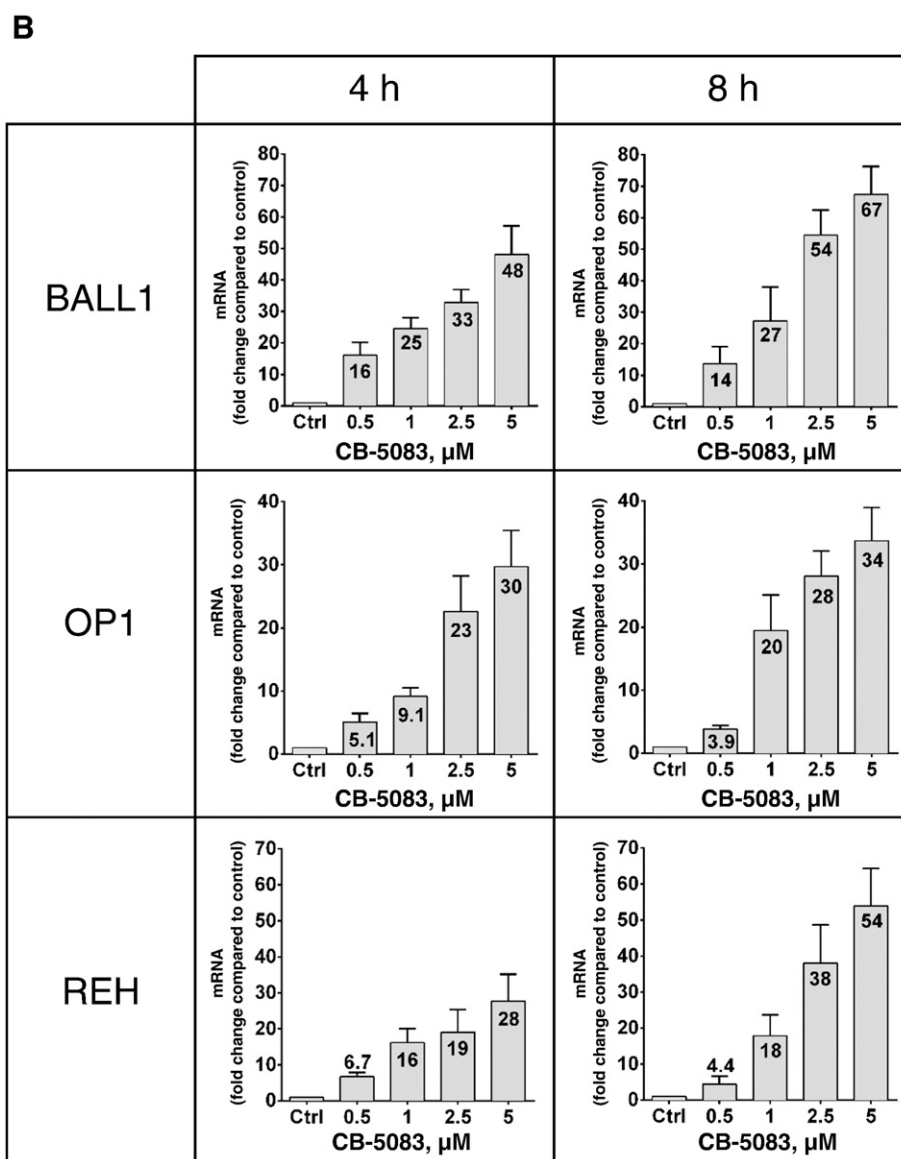 B
4 h
8 h
BALL1
mRNA
(fold change compared to control)
80
70
60
50
40
30
20
10
0
16
25
33
48
Ctrl 0.5 1 2.5 5
CB-5083, μM
mRNA
(fold change compared to control)
80
70
60
50
40
30
20
10
0
14
27
54
67
Ctrl 0.5 1 2.5 5
CB-5083, μM
OP1
mRNA
(fold change compared to control)
40
30
20
10
0
5.1
9.1
23
30
Ctrl 0.5 1 2.5 5
CB-5083, μM
mRNA
(fold change compared to control)
40
30
20
10
0
3.9
20
28
34
Ctrl 0.5 1 2.5 5
CB-5083, μM
REH
mRNA
(fold change compared to control)
70
60
50
40
30
20
10
0
6.7
16
19
28
Ctrl 0.5 1 2.5 5
CB-5083, μM
mRNA
(fold change compared to control)
70
60
50
40
30
20
10
0
4.4
18
38
54
Ctrl 0.5 1 2.5 5
CB-5083, μM